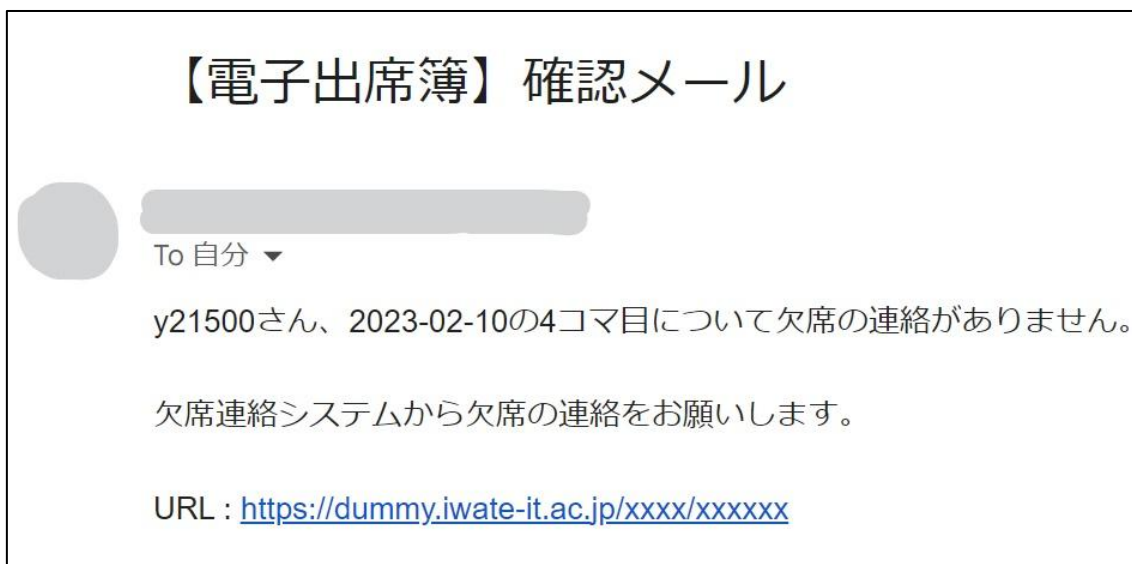 【電子出席簿】確認メール
To 自分
y21500さん、2023-02-10の4コマ目について欠席の連絡がありません。
欠席連絡システムから欠席の連絡をお願いします。
URL : https://dummy.iwate-it.ac.jp/xxxx/xxxxxx